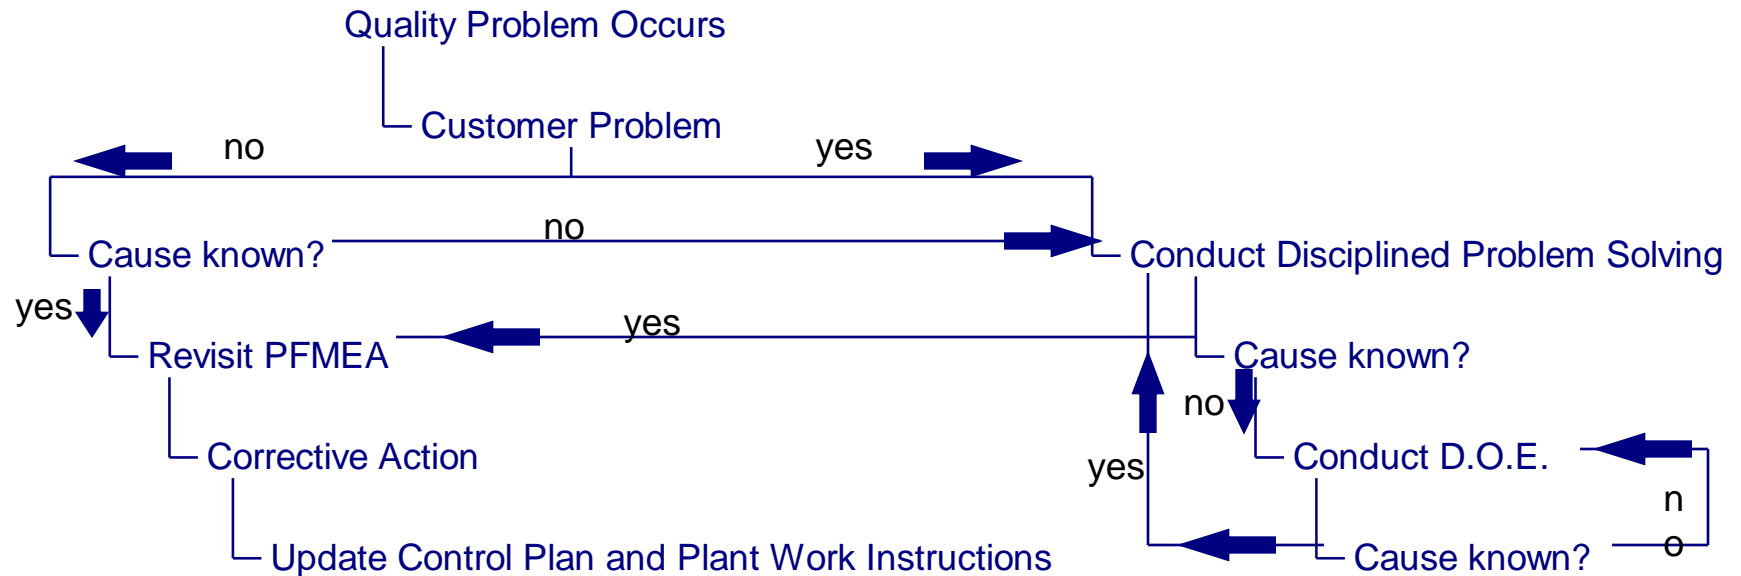 Quality Problem Occurs
Customer Problem
no
yes
no
Cause known?
Conduct Disciplined Problem Solving
yes
yes
Revisit PFMEA
Cause known?
no
Corrective Action
Conduct D.O.E.
yes
n
o
Update Control Plan and Plant Work Instructions
Cause known?